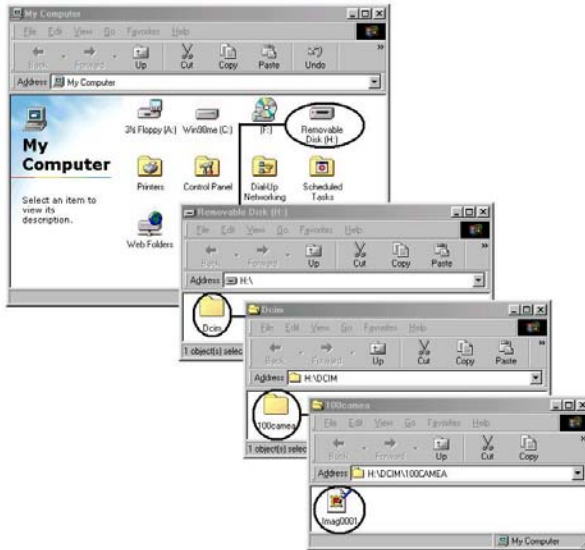 My Computer
File Edit View Go Favorites Help
Back Forward Up Cut Copy Paste Undo
Address My Computer
My
Computer
Select an item to
view its
description.
3½ Floppy (A:) Win98me (C:) (F:) Removable
Disk (H:)
Printers Control Panel Dial-Up
Networking Scheduled
Tasks
Web Folders
Removable Disk (H:)
File Edit View Go Favorites Help
Back Forward Up Cut Copy Paste
Address H:\
Dcim
1 object(s) selec
Dcim
File Edit View Go Favorites Help
Back Forward Up Cut Copy Paste
Address H:\DCIM
100camea
1 object(s) selec
100camea
File Edit View Go Favorites Help
Back Forward Up Cut Copy
Address H:\DCIM\100CAMEA
Imag0001
My Computer